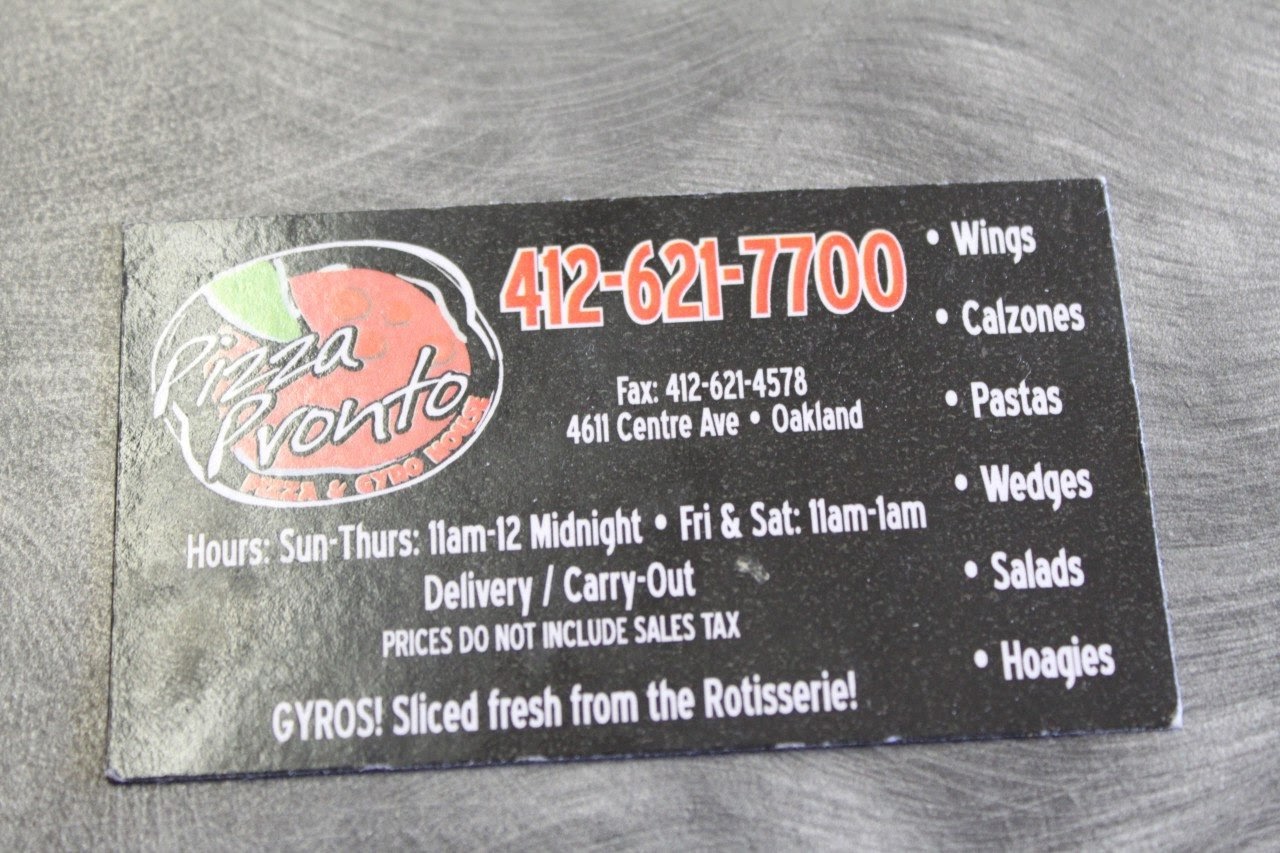 Pizza
Pronto
PIZZA & GYRO HOUSE
412-621-7700
Fax: 412-621-4578
4611 Centre Ave • Oakland
Hours: Sun-Thurs: 11am-12 Midnight • Fri & Sat: 11am-1am
Delivery / Carry-Out
PRICES DO NOT INCLUDE SALES TAX
GYROS! Sliced fresh from the Rotisserie!
• Wings
• Calzones
• Pastas
• Wedges
• Salads
• Hoagies